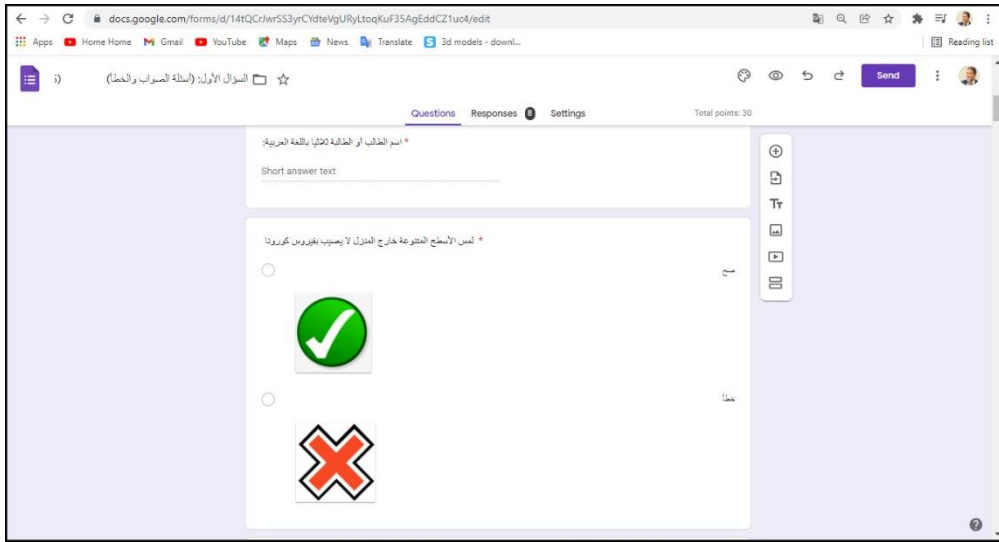 docs.google.com/forms/d/14tQCrJwrSS3yrCYdteVgURyLtoqKuF35AgEddCZ1uc4/edit
Apps Home Home Gmail YouTube Maps News Translate 3d models - downl... Reading list
السؤال الأول: (أسئلة الصواب والخطأ) (i
Send
Questions Responses 8 Settings Total points: 30
اسم الطالب أو الطالبة ثلاثيا باللغة العربية: *
Short answer text
لمس الأسطح المتنوعة خارج المنزل لا يصيب بفيروس كورونا *
صح
خطأ